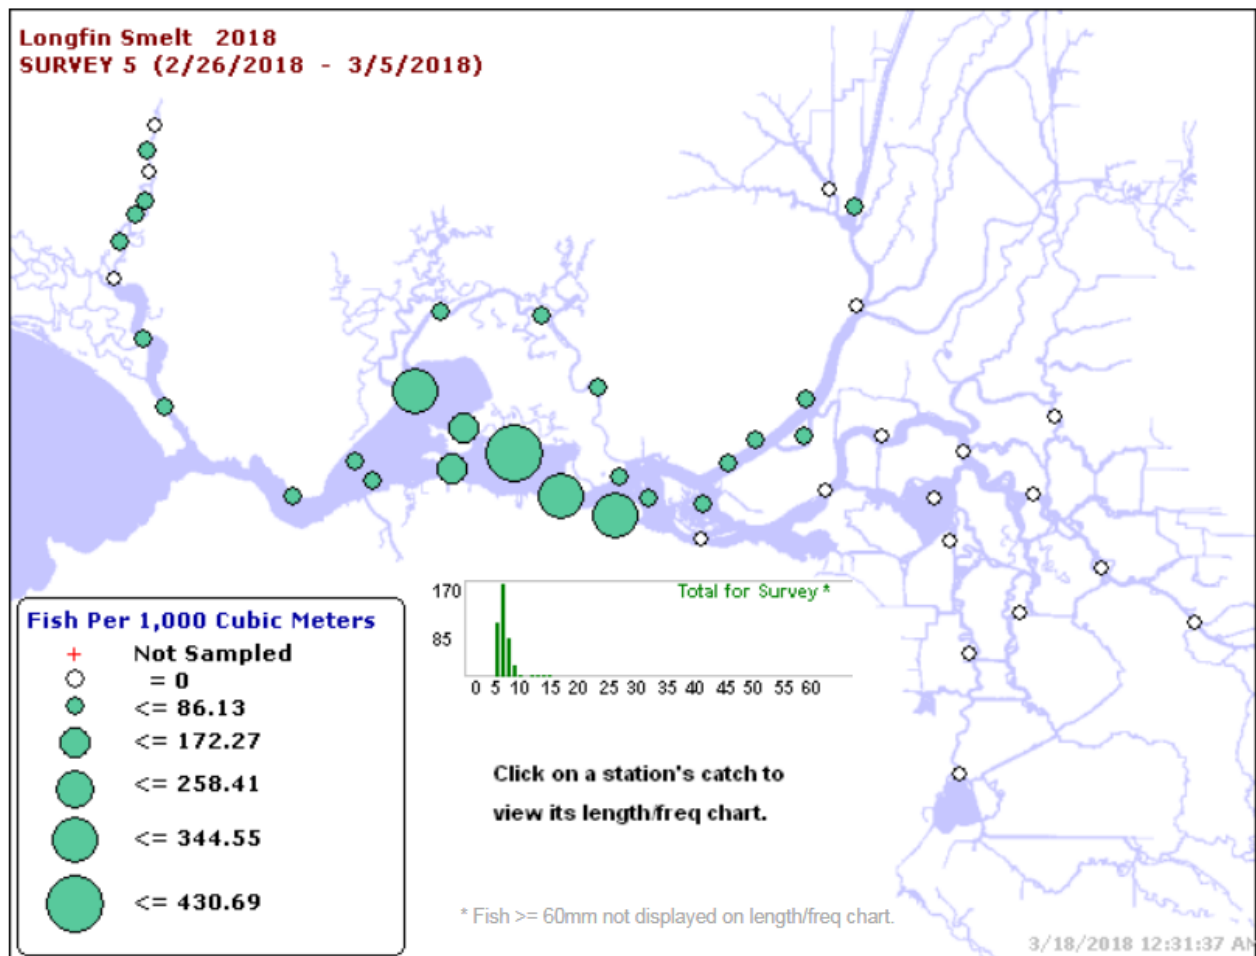 Longfin Smelt 2018
SURVEY 5 (2/26/2018 - 3/5/2018)
170
Total for Survey *
85
0 5 10 15 20 25 30 35 40 45 50 55 60
Fish Per 1,000 Cubic Meters
+ Not Sampled
= 0
<= 86.13
<= 172.27
<= 258.41
<= 344.55
<= 430.69
Click on a station's catch to
view its length/freq chart.
* Fish >= 60mm not displayed on length/freq chart.
3/18/2018 12:31:37 AM